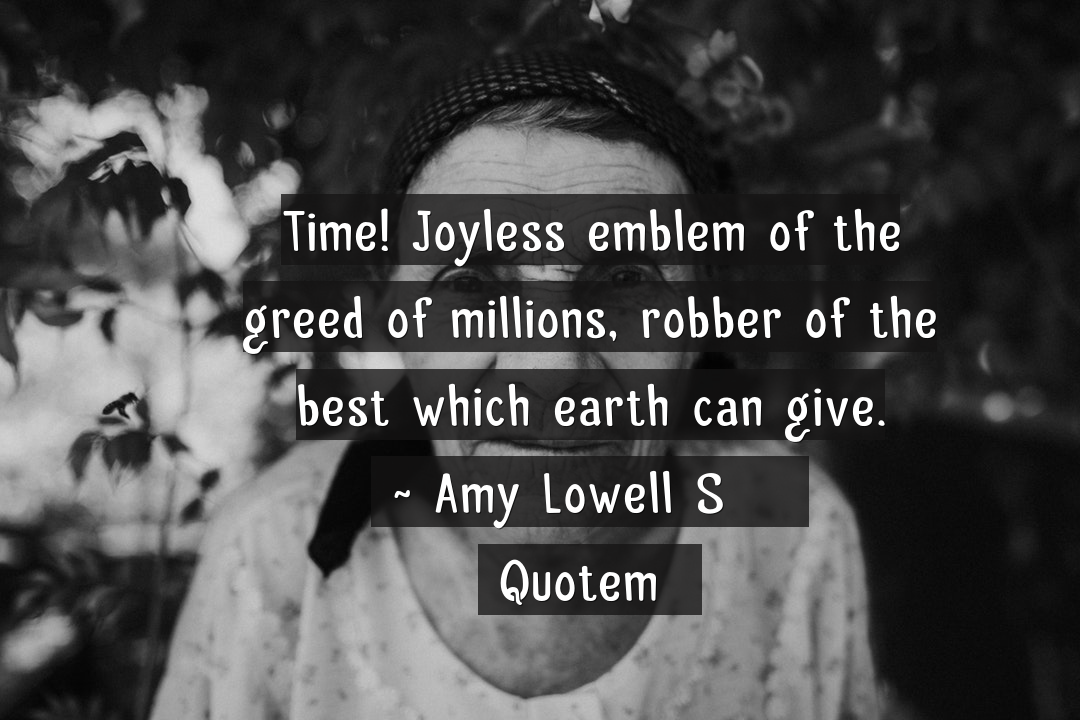 Time! Joyless emblem of the
greed of millions, robber of the
best which earth can give.
~ Amy Lowell S
Quotem